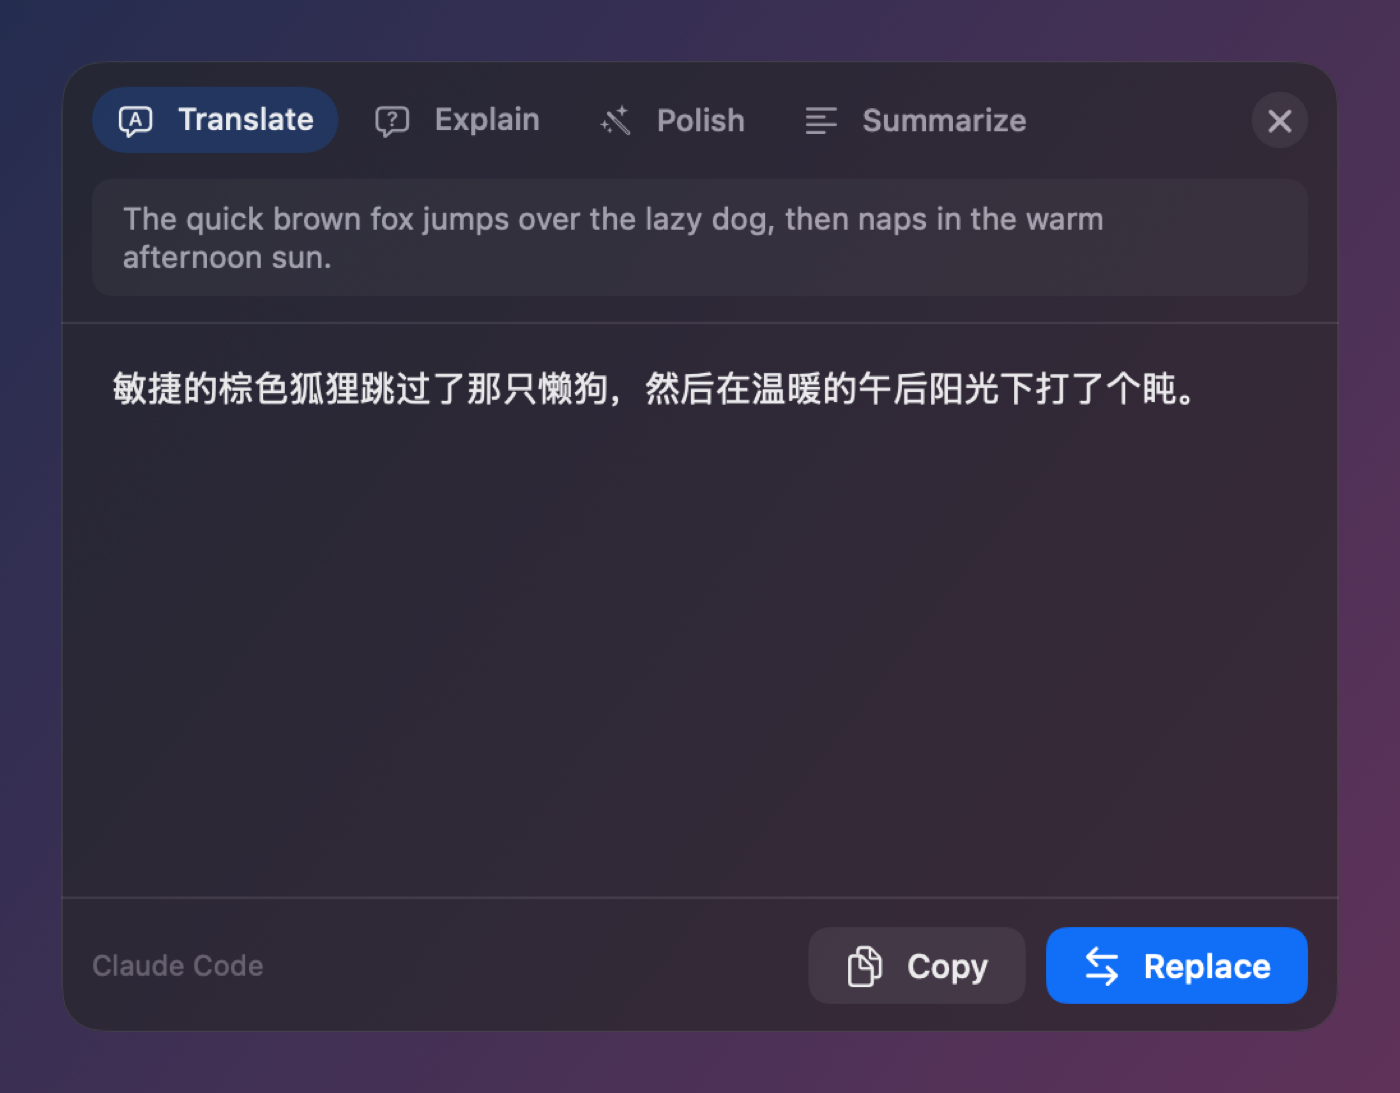 Translate Explain Polish Summarize
The quick brown fox jumps over the lazy dog, then naps in the warm
afternoon sun.
敏捷的棕色狐狸跳过了那只懒狗，然后在温暖的午后阳光下打了个盹。
Claude Code Copy Replace